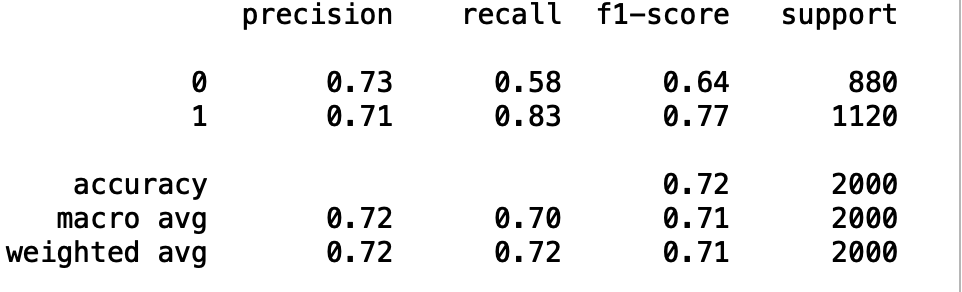 precision recall f1-score support
0 0.73 0.58 0.64 880
1 0.71 0.83 0.77 1120
accuracy 0.72 2000
macro avg 0.72 0.70 0.71 2000
weighted avg 0.72 0.72 0.71 2000